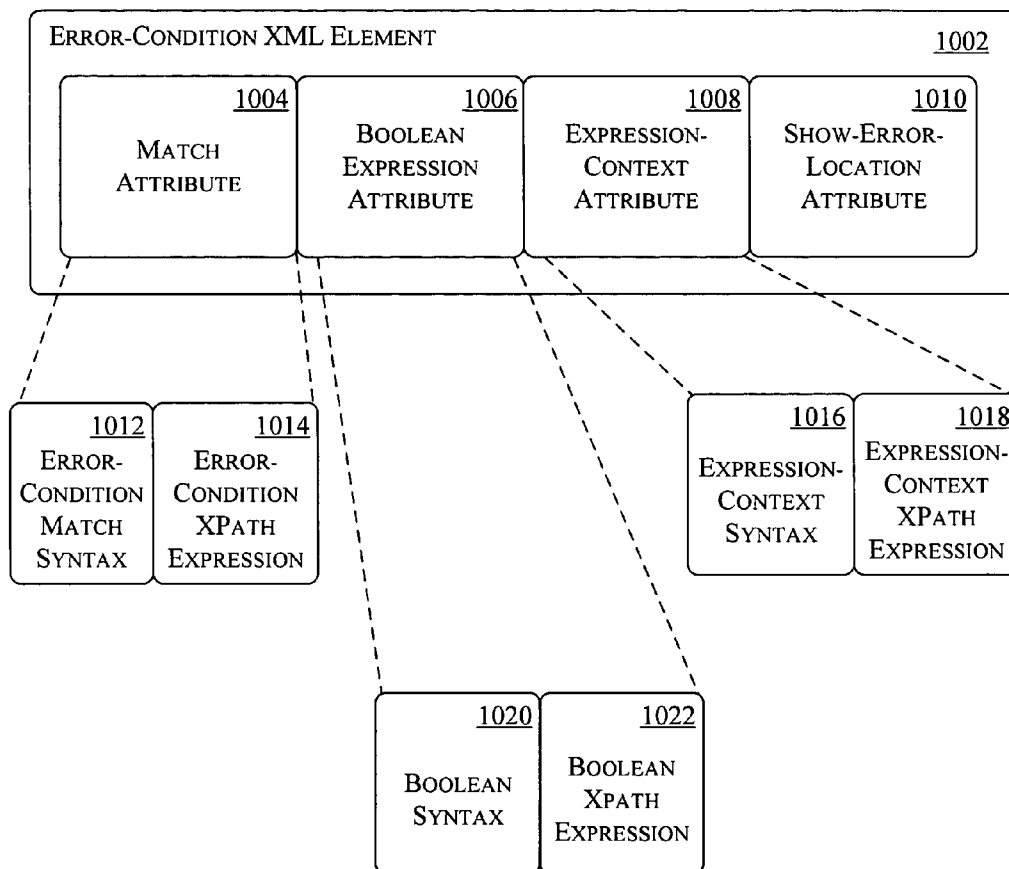 ERROR-CONDITION XML ELEMENT
1002
1004
MATCH
ATTRIBUTE
1006
BOOLEAN
EXPRESSION
ATTRIBUTE
1008
EXPRESSION-
CONTEXT
ATTRIBUTE
1010
SHOW-ERROR-
LOCATION
ATTRIBUTE
1012
ERROR-
CONDITION
MATCH
SYNTAX
1014
ERROR-
CONDITION
XPATH
EXPRESSION
1016
EXPRESSION-
CONTEXT
SYNTAX
1018
EXPRESSION-
CONTEXT
XPATH
EXPRESSION
1020
BOOLEAN
SYNTAX
1022
BOOLEAN
XPATH
EXPRESSION